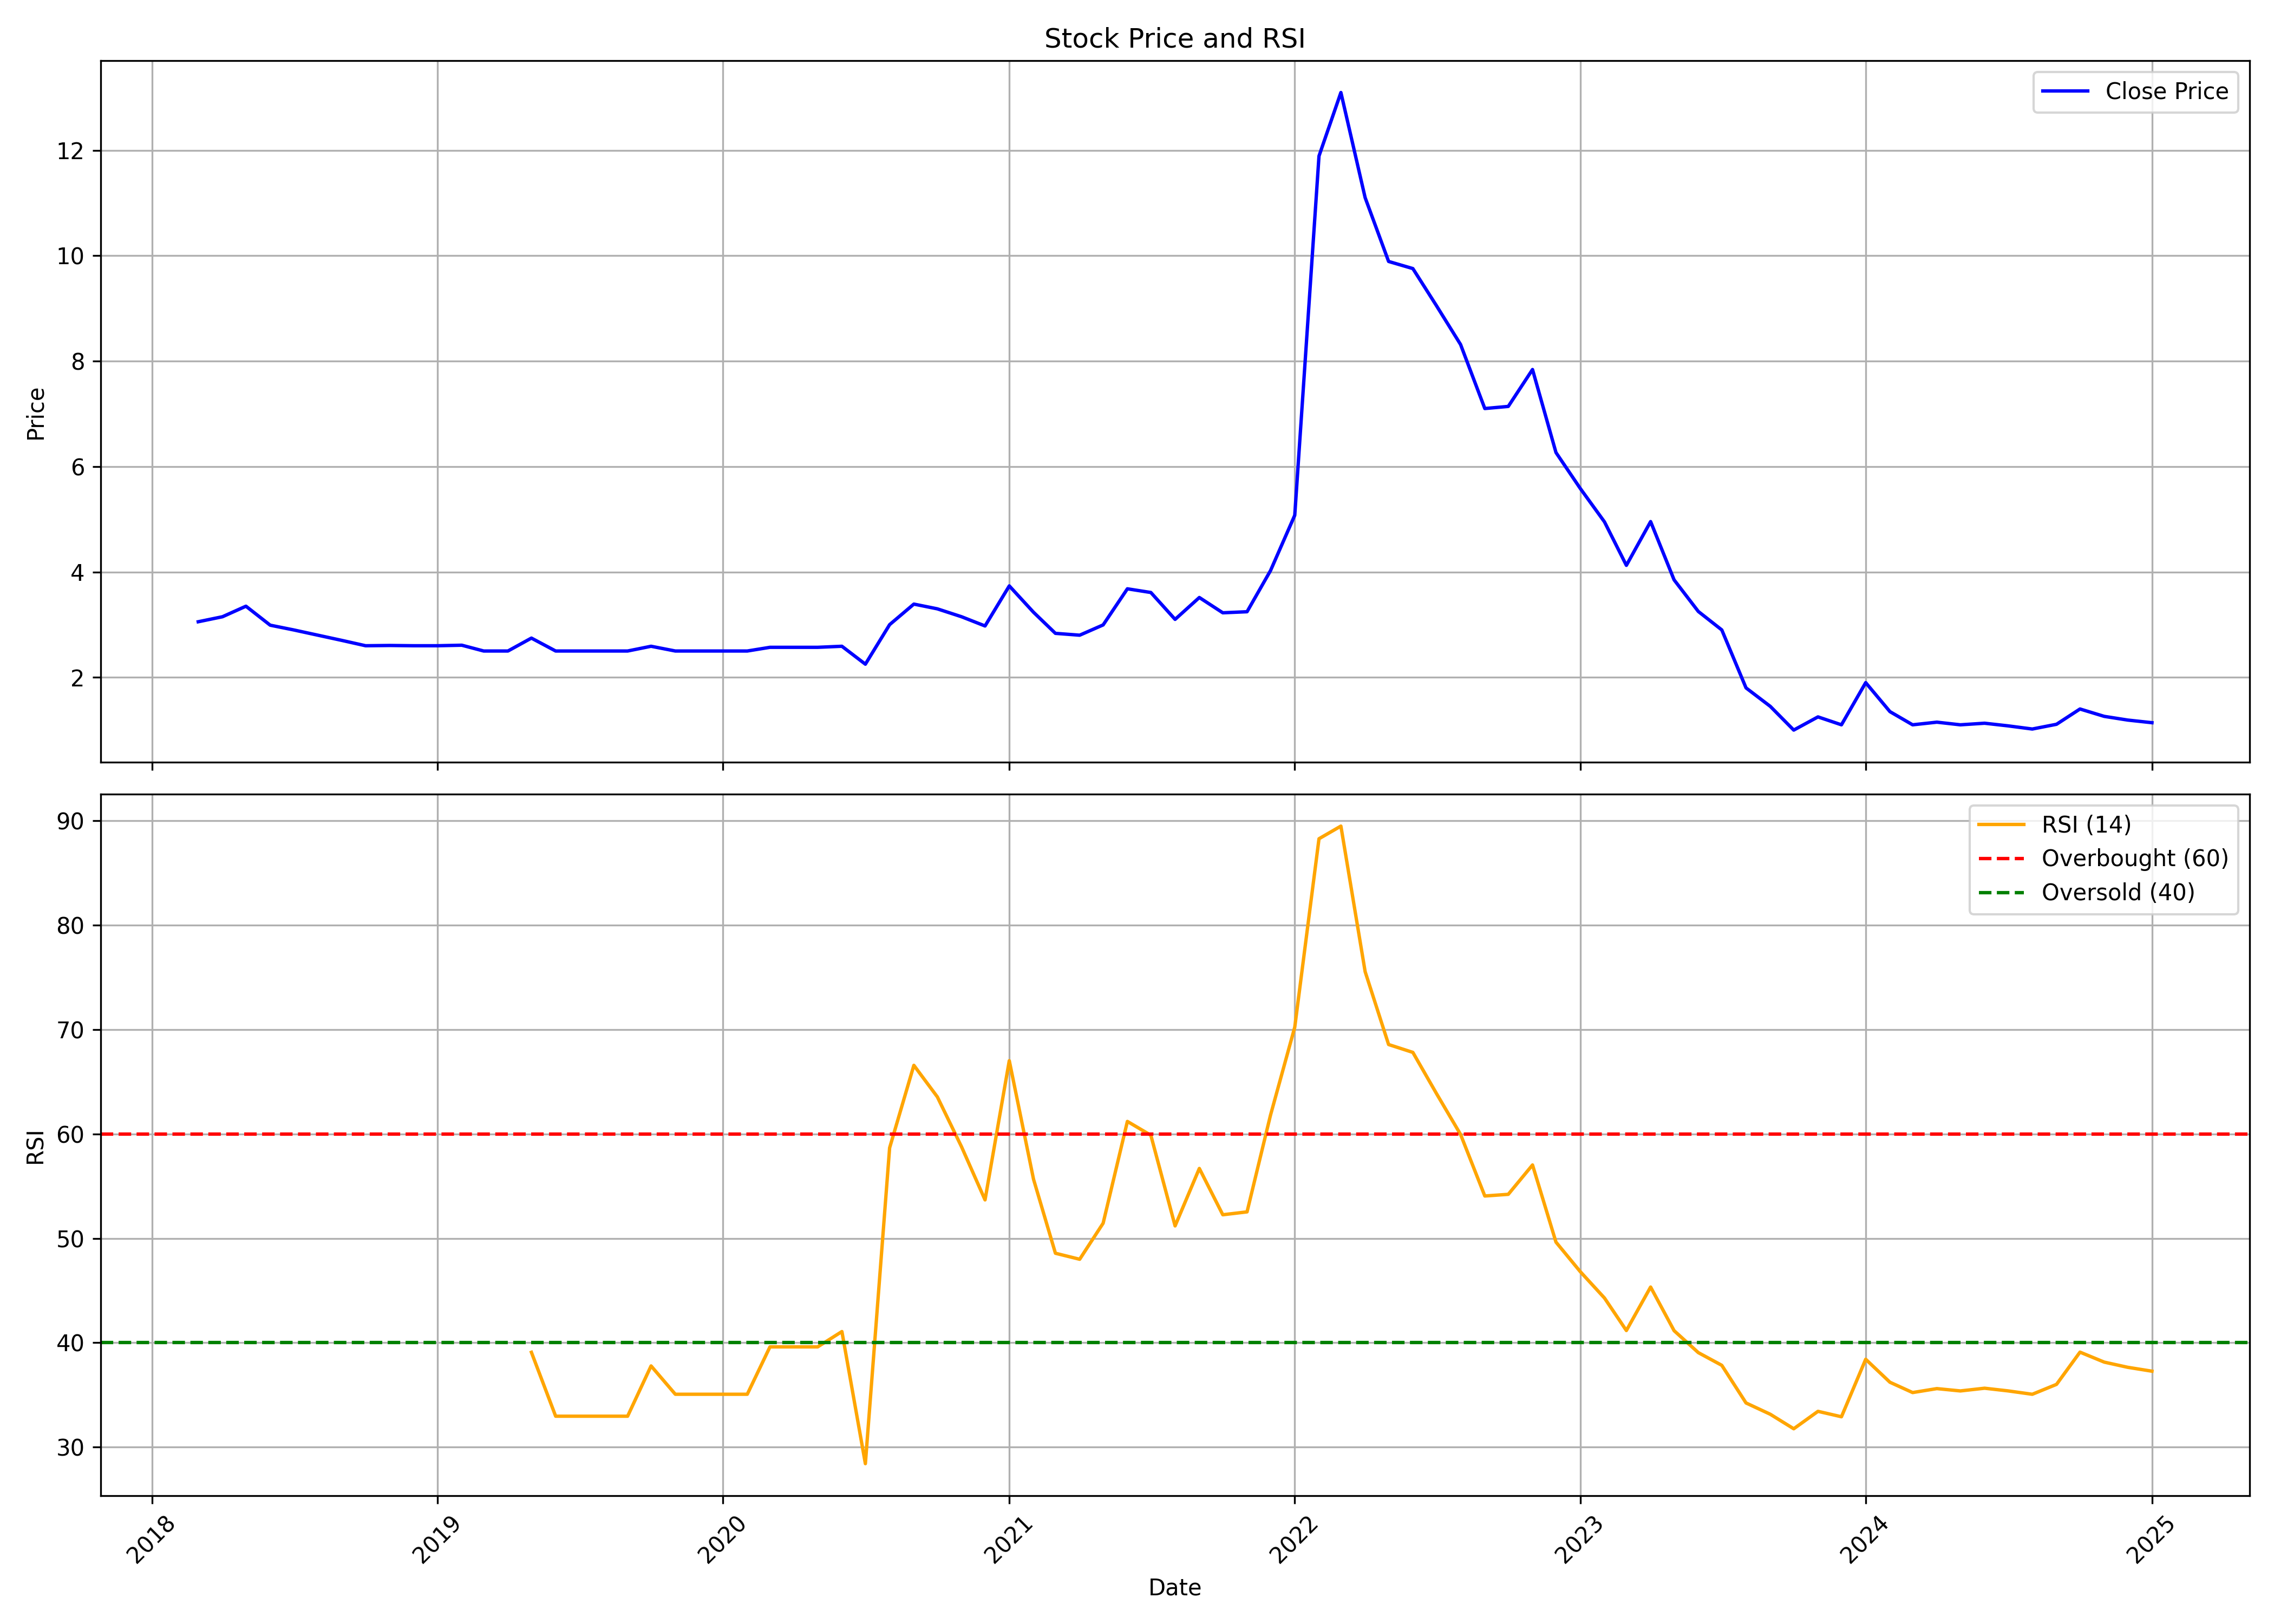 Stock Price and RSI
Close Price
12
10
8
6
4
2
Price
RSI (14)
Overbought (60)
Oversold (40)
90
80
70
60
50
40
30
RSI
2018
2019
2020
2021
2022
2023
2024
2025
Date